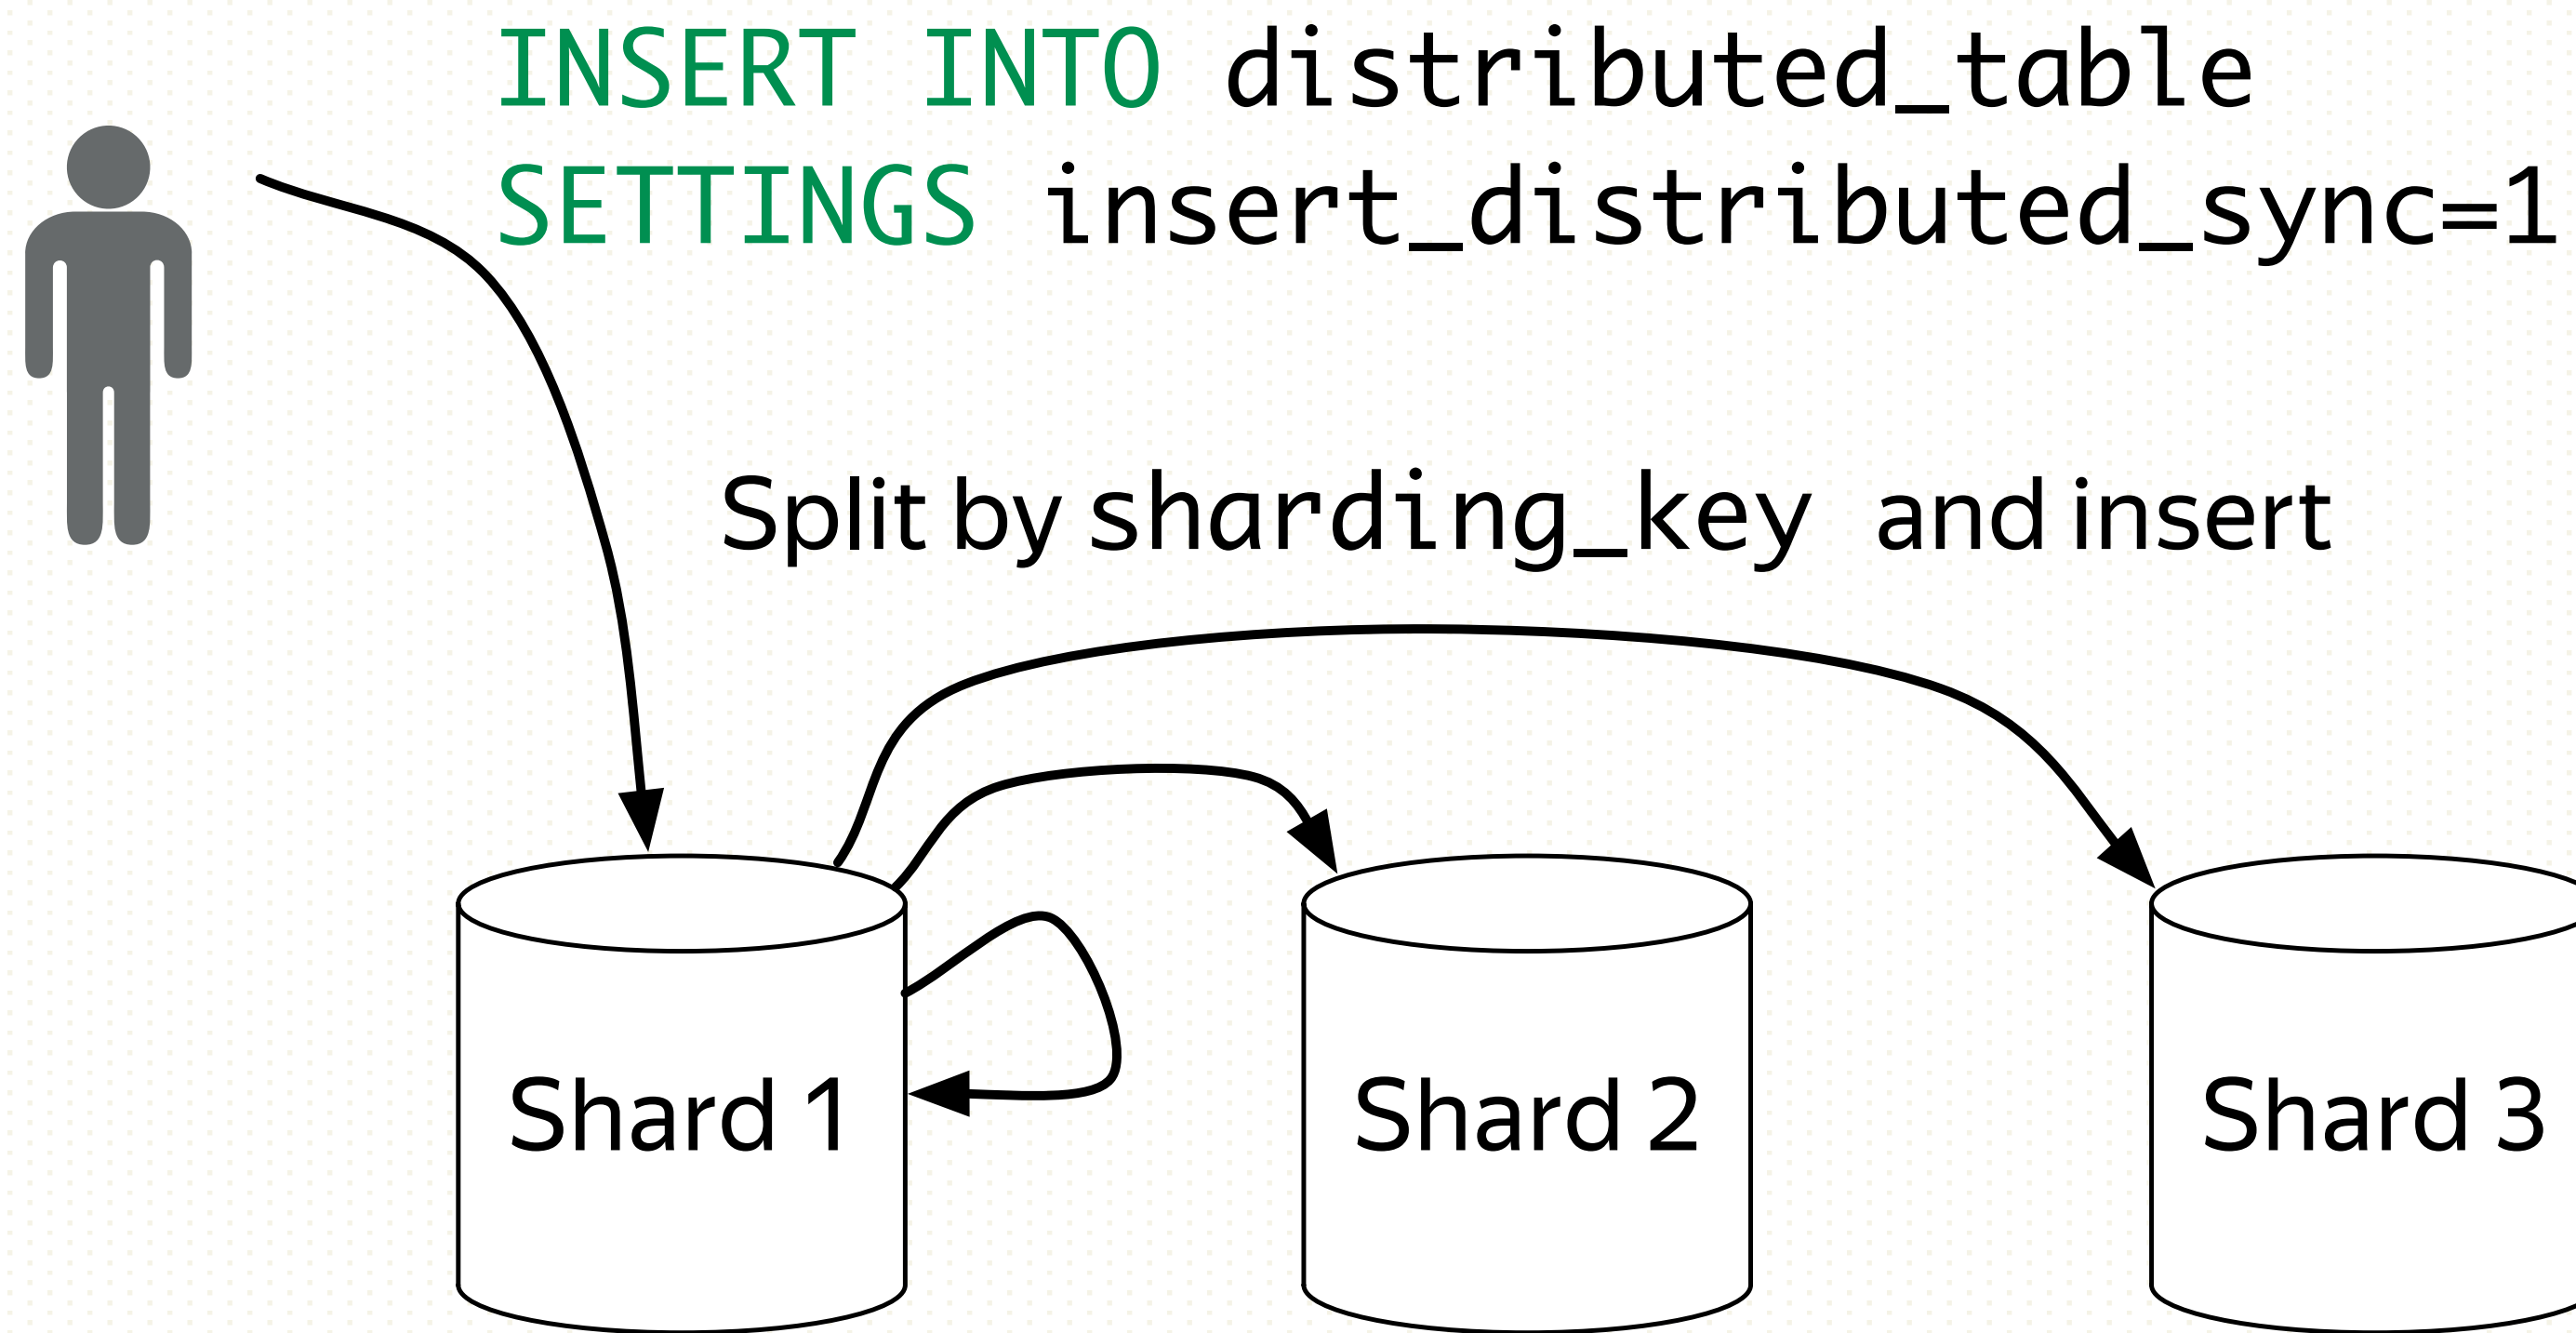 INSERT INTO distributed_table
SETTINGS insert_distributed_sync=1
Split by sharding_key and insert
Shard 1
Shard 2
Shard 3